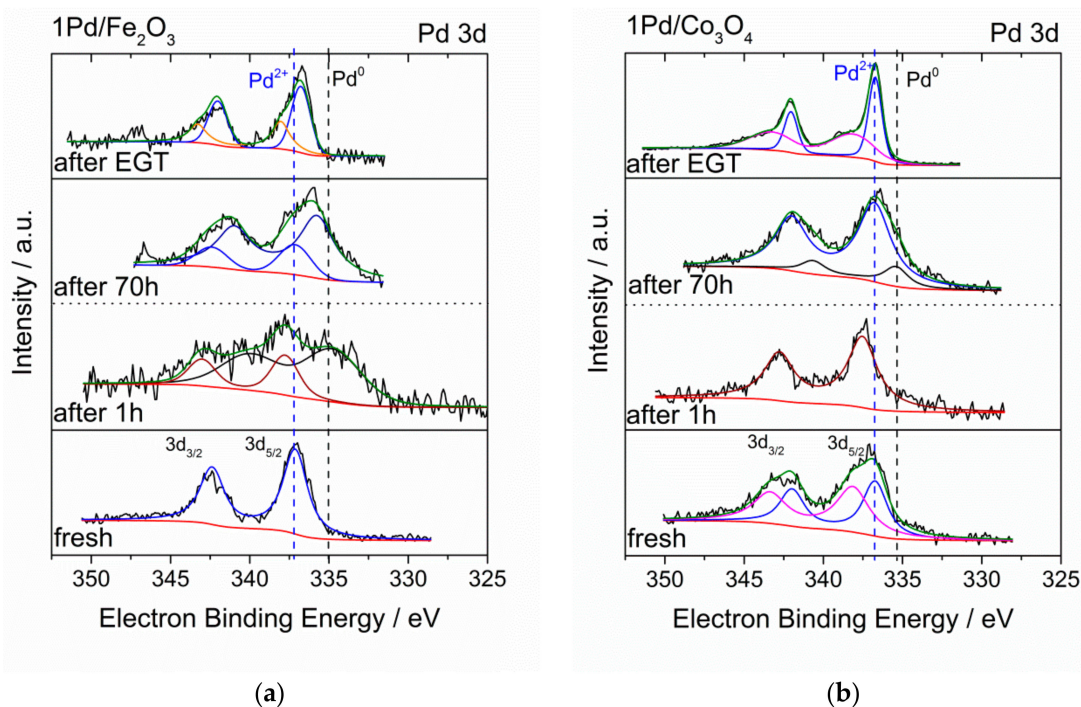 1Pd/Fe₂O₃ Pd 3d
Pd²⁺ Pd⁰
after EGT
after 70h
after 1h
3d₃/₂ 3d₅/₂
fresh
Intensity / a.u.
350 345 340 335 330 325
Electron Binding Energy / eV
(a)
1Pd/Co₃O₄ Pd 3d
Pd²⁺ Pd⁰
after EGT
after 70h
after 1h
3d₃/₂ 3d₅/₂
fresh
Intensity / a.u.
350 345 340 335 330 325
Electron Binding Energy / eV
(b)